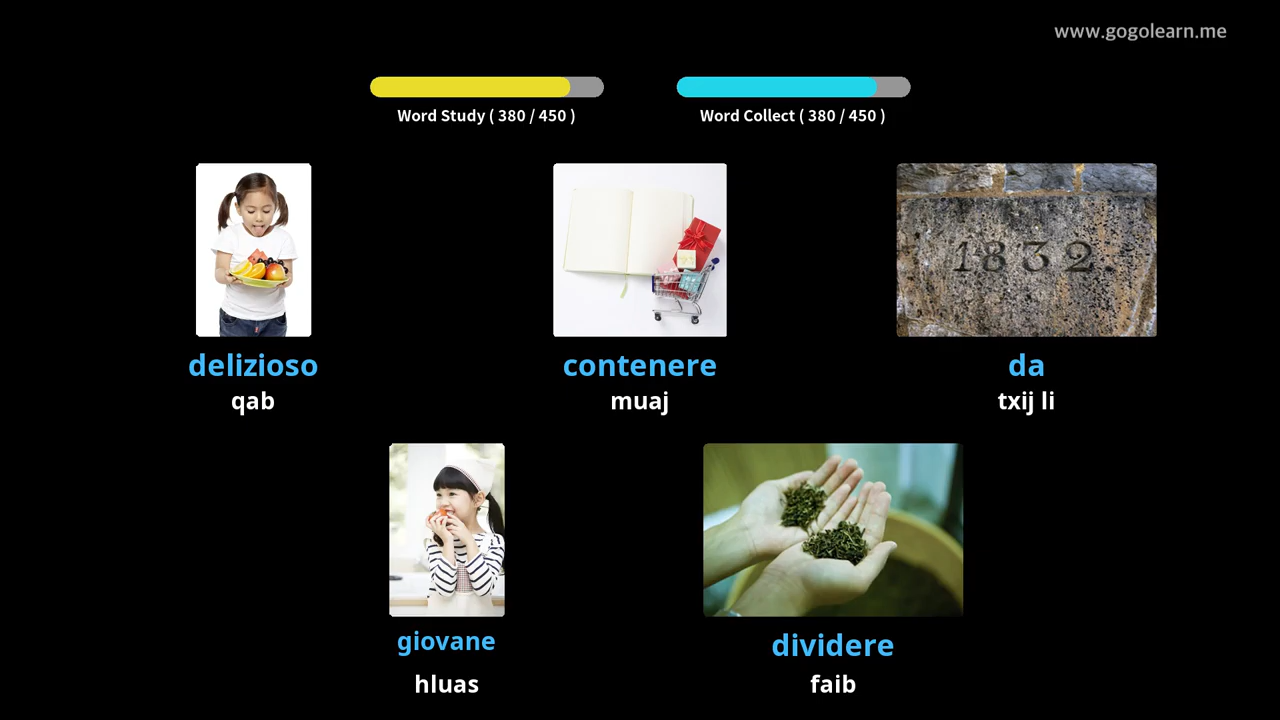 www.gogolearn.me
Word Study ( 380 / 450 )
Word Collect ( 380 / 450 )
1832.
delizioso
qab
contenere
muaj
da
txij li
giovane
hluas
dividere
faib